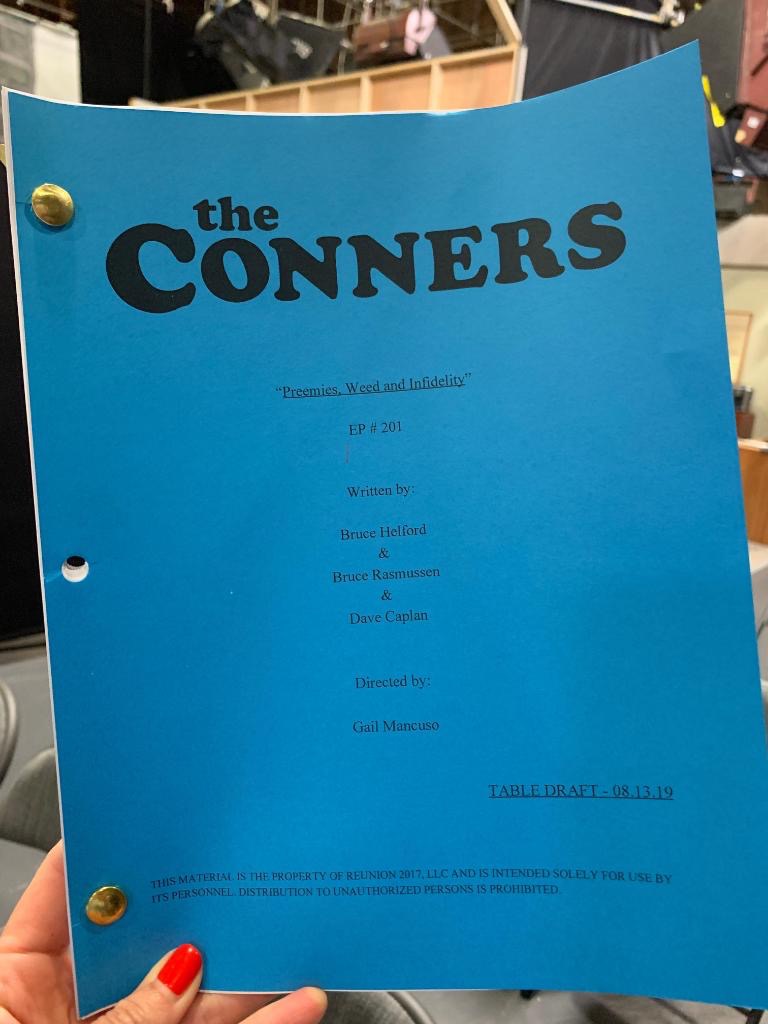 the
CONNERS
"Preemies, Weed and Infidelity"
EP # 201
Written by:
Bruce Helford
&
Bruce Rasmussen
&
Dave Caplan
Directed by:
Gail Mancuso
TABLE DRAFT - 08.13.19
THIS MATERIAL IS THE PROPERTY OF REUNION 2017, LLC AND IS INTENDED SOLELY FOR USE BY
ITS PERSONNEL. DISTRIBUTION TO UNAUTHORIZED PERSONS IS PROHIBITED.